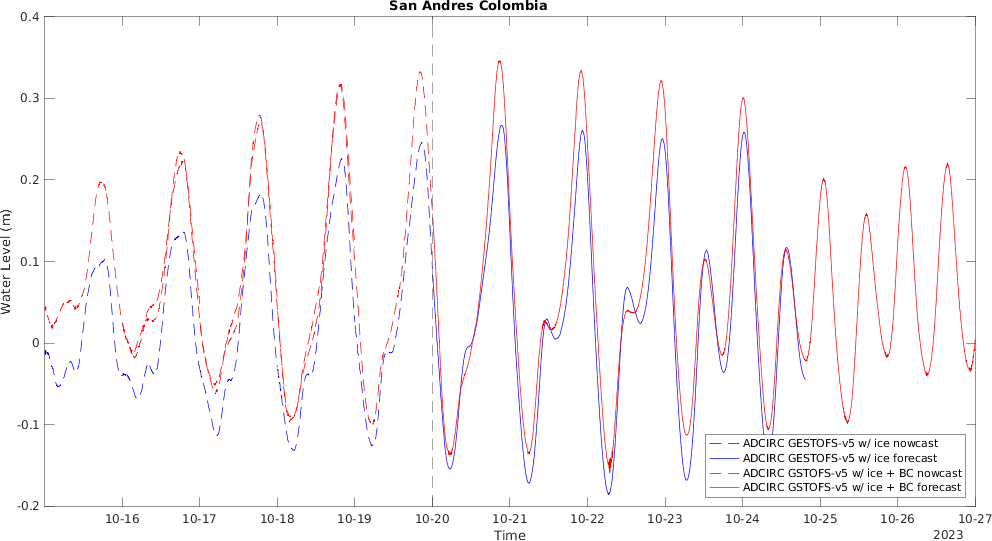 San Andres Colombia
Water Level (m)
0.4
0.3
0.2
0.1
0
-0.1
-0.2
ADCIRC GESTOFS-v5 w/ ice nowcast
ADCIRC GESTOFS-v5 w/ ice forecast
ADCIRC GSTOFS-v5 w/ ice + BC nowcast
ADCIRC GSTOFS-v5 w/ ice + BC forecast
10-16 10-17 10-18 10-19 10-20 10-21 10-22 10-23 10-24 10-25 10-26 10-27
Time
2023